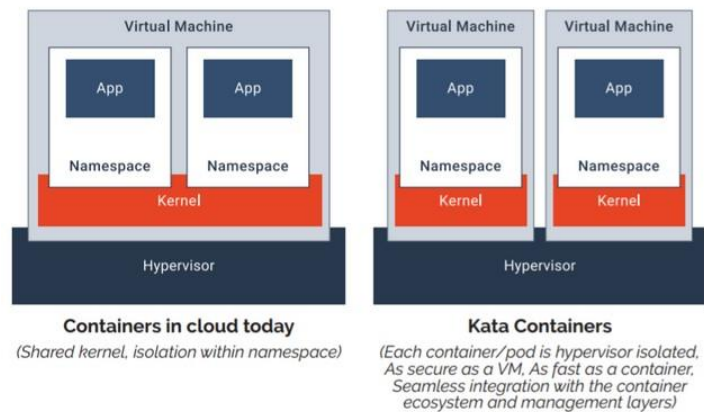 Virtual Machine
App
App
Namespace
Namespace
Kernel
Hypervisor
Containers in cloud today
(Shared kernel, isolation within namespace)
Virtual Machine
Virtual Machine
App
App
Namespace
Namespace
Kernel
Kernel
Hypervisor
Kata Containers
(Each container/pod is hypervisor isolated,
As secure as a VM, As fast as a container,
Seamless integration with the container
ecosystem and management layers)